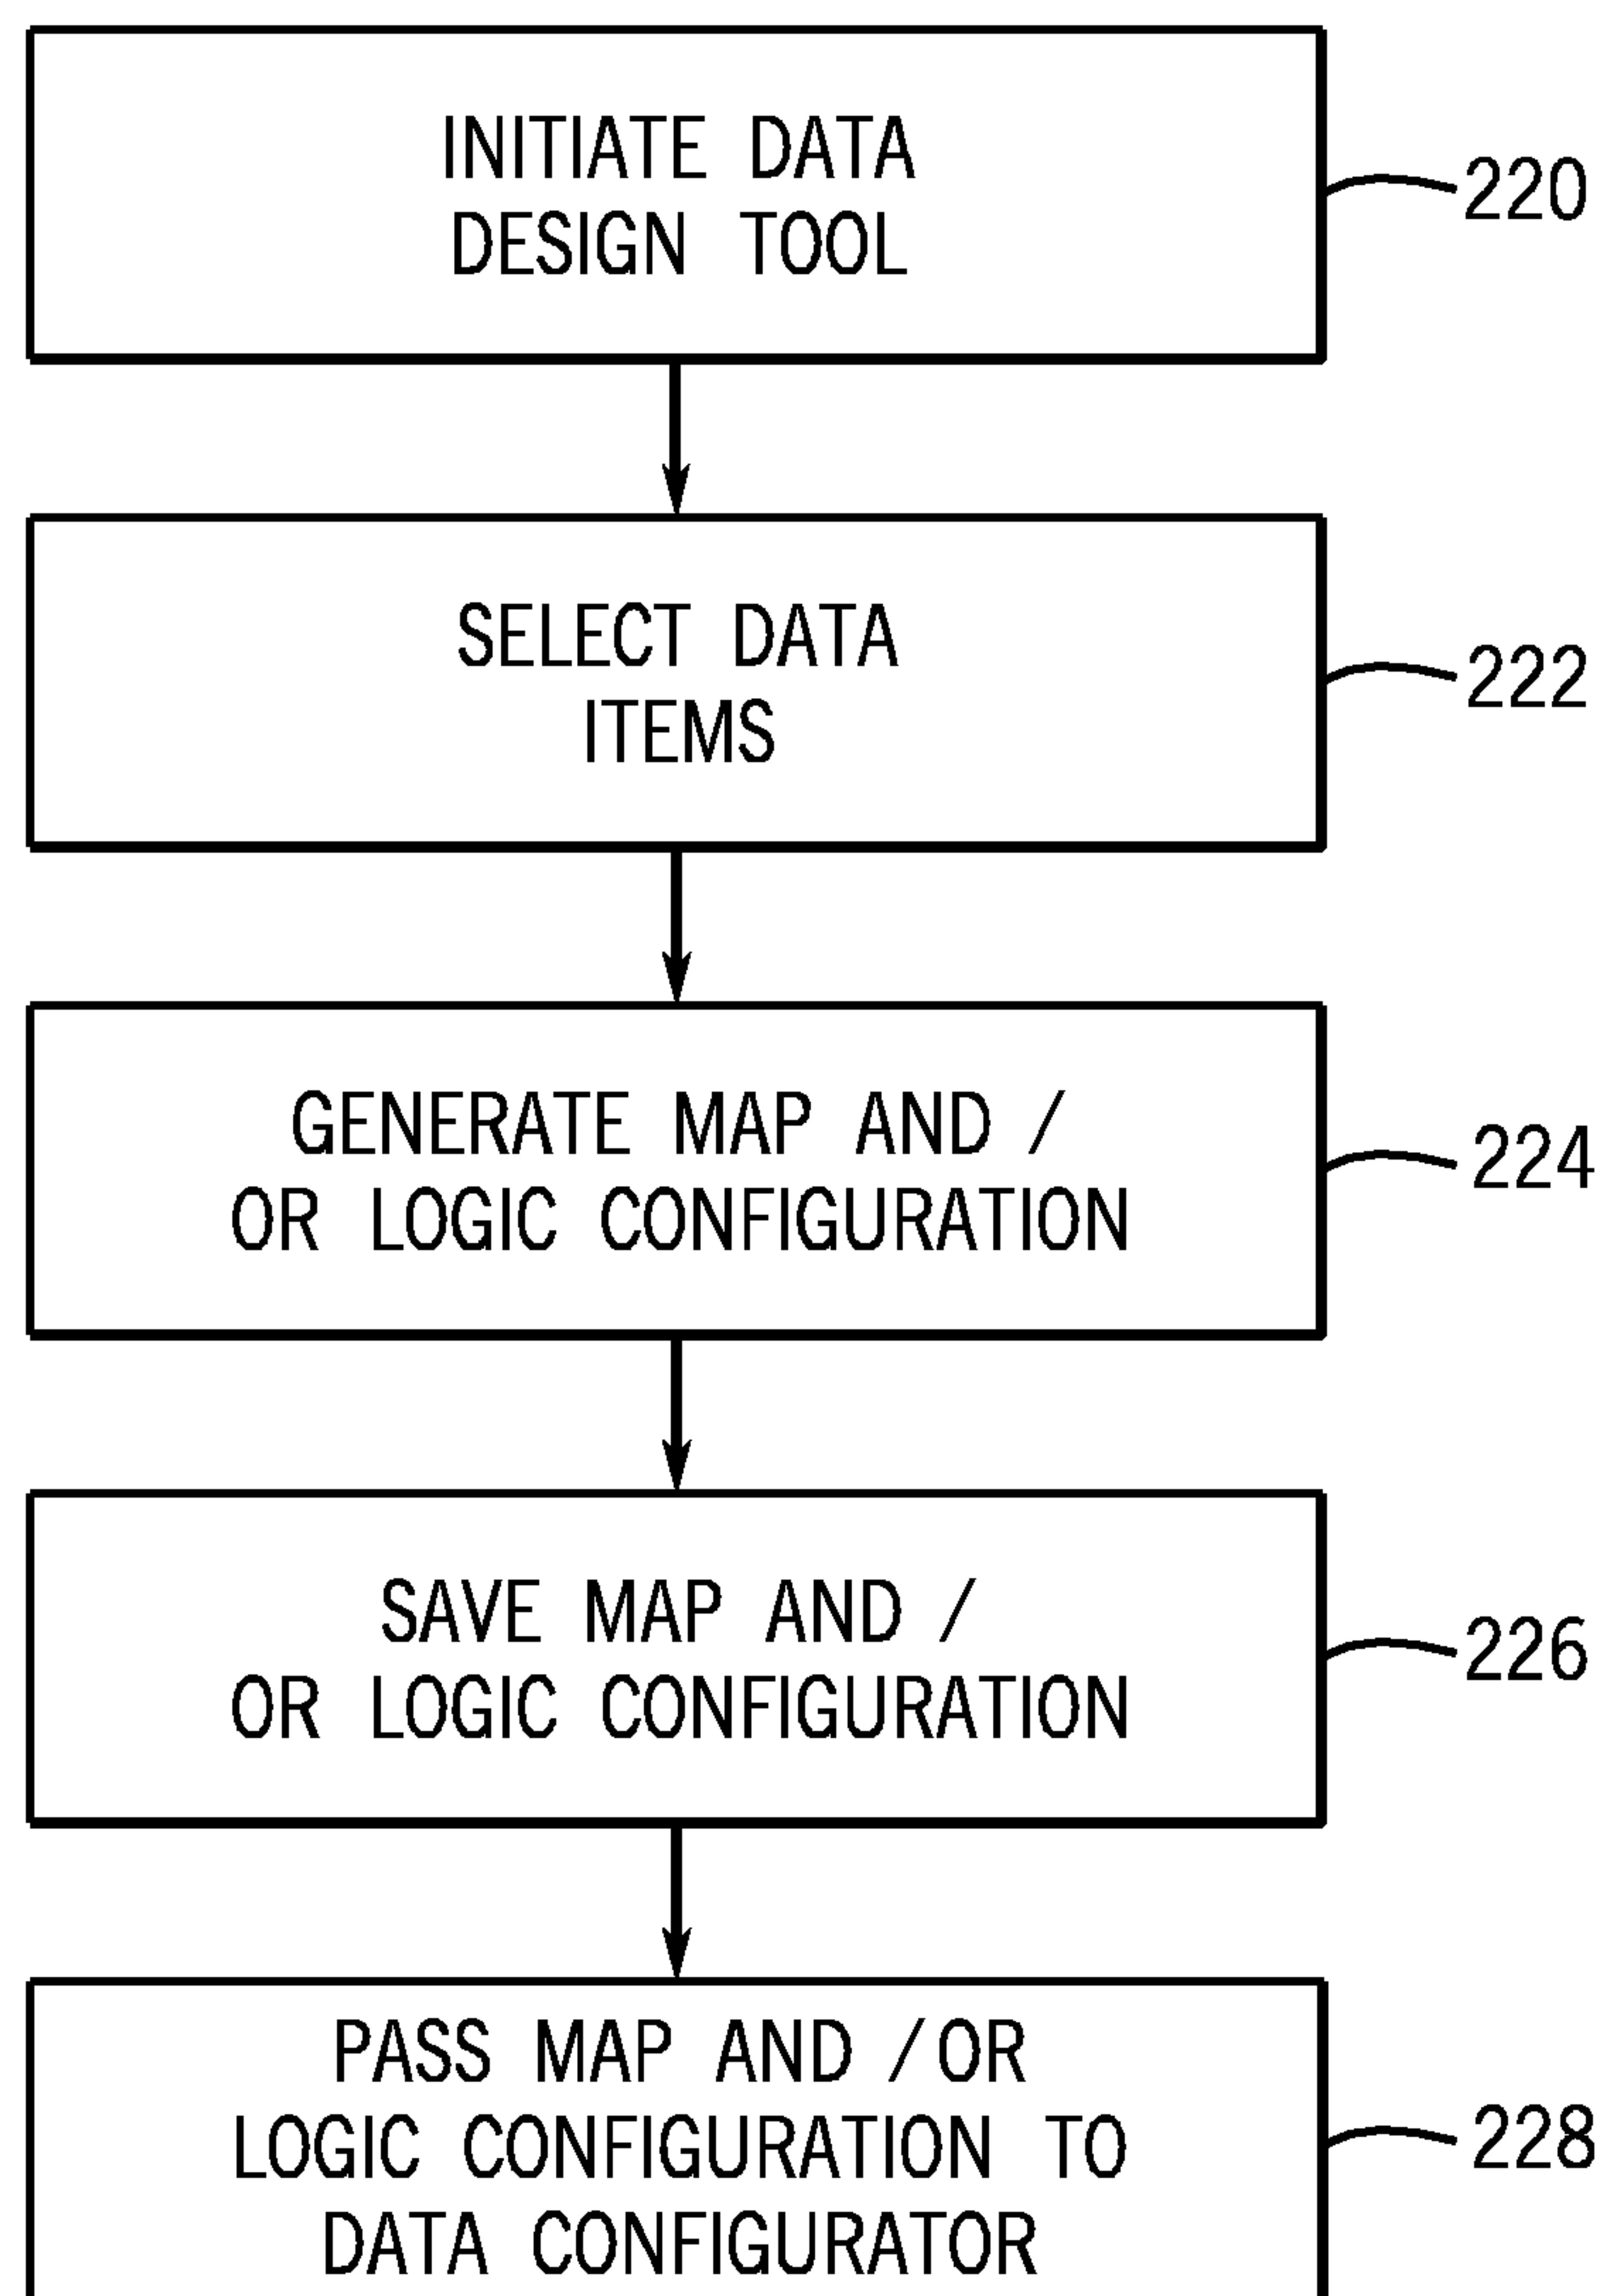 INITIATE DATA
DESIGN TOOL
220
SELECT DATA
ITEMS
222
GENERATE MAP AND /
OR LOGIC CONFIGURATION
224
SAVE MAP AND /
OR LOGIC CONFIGURATION
226
PASS MAP AND /OR
LOGIC CONFIGURATION TO
DATA CONFIGURATOR
228